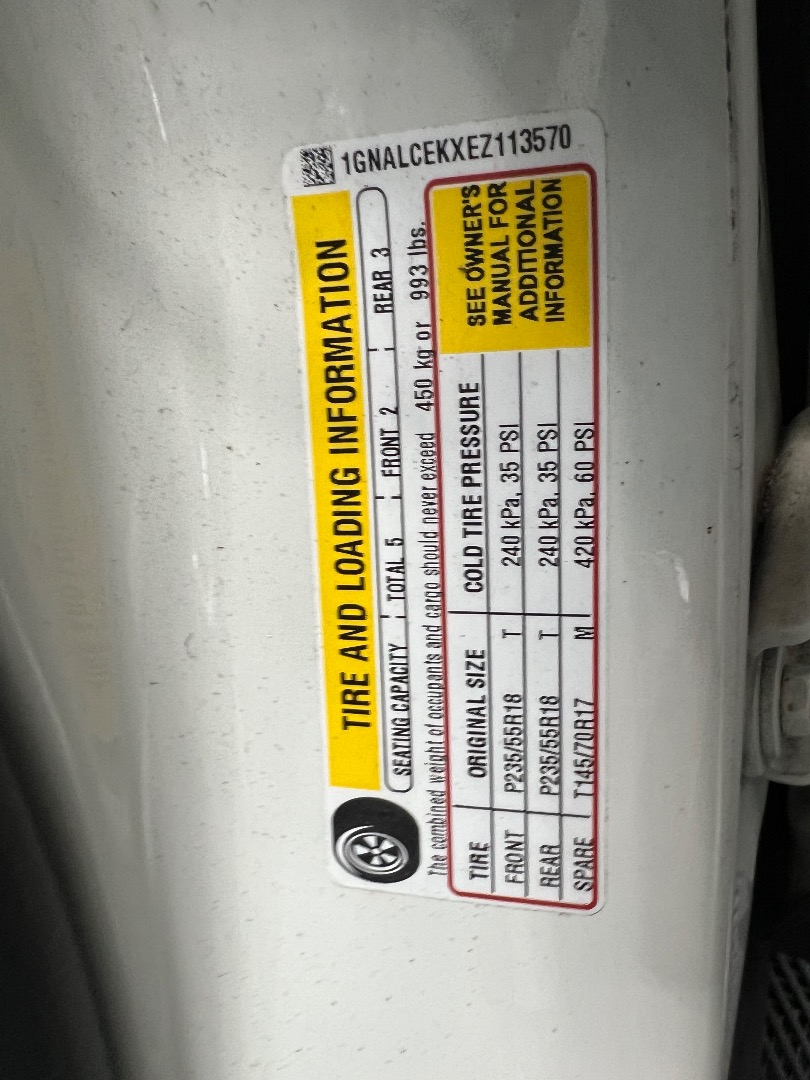 1GNALCEKXEZ113570
TIRE AND LOADING INFORMATION
SEATING CAPACITY TOTAL 5 FRONT 2 REAR 3
The combined weight of occupants and cargo should never exceed 450 kg or 993 lbs.
TIRE ORIGINAL SIZE COLD TIRE PRESSURE
FRONT P235/55R18 T 240 kPa, 35 PSI
REAR P235/55R18 T 240 kPa, 35 PSI
SPARE T145/70R17 M 420 kPa, 60 PSI
SEE OWNER'S
MANUAL FOR
ADDITIONAL
INFORMATION